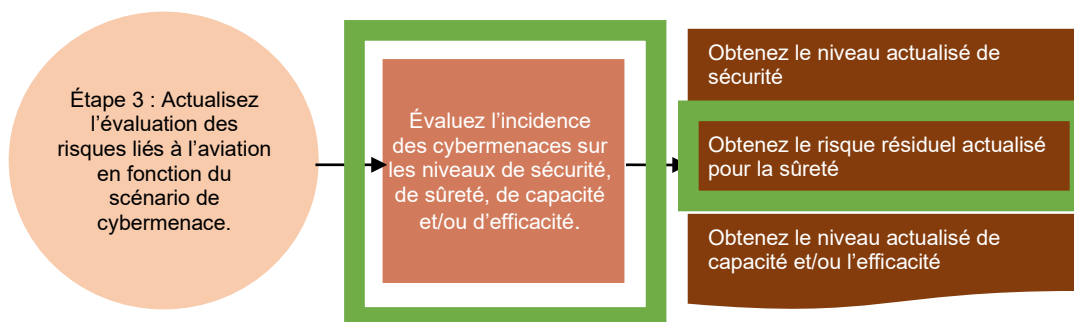 Étape 3 : Actualisez
l’évaluation des
risques liés à l’aviation
en fonction du
scénario de
cybermenace.
Évaluez l’incidence
des cybermenaces sur
les niveaux de sécurité,
de sûreté, de capacité
et/ou d’efficacité.
Obtenez le niveau actualisé de
sécurité
Obtenez le risque résiduel actualisé
pour la sûreté
Obtenez le niveau actualisé de
capacité et/ou l’efficacité